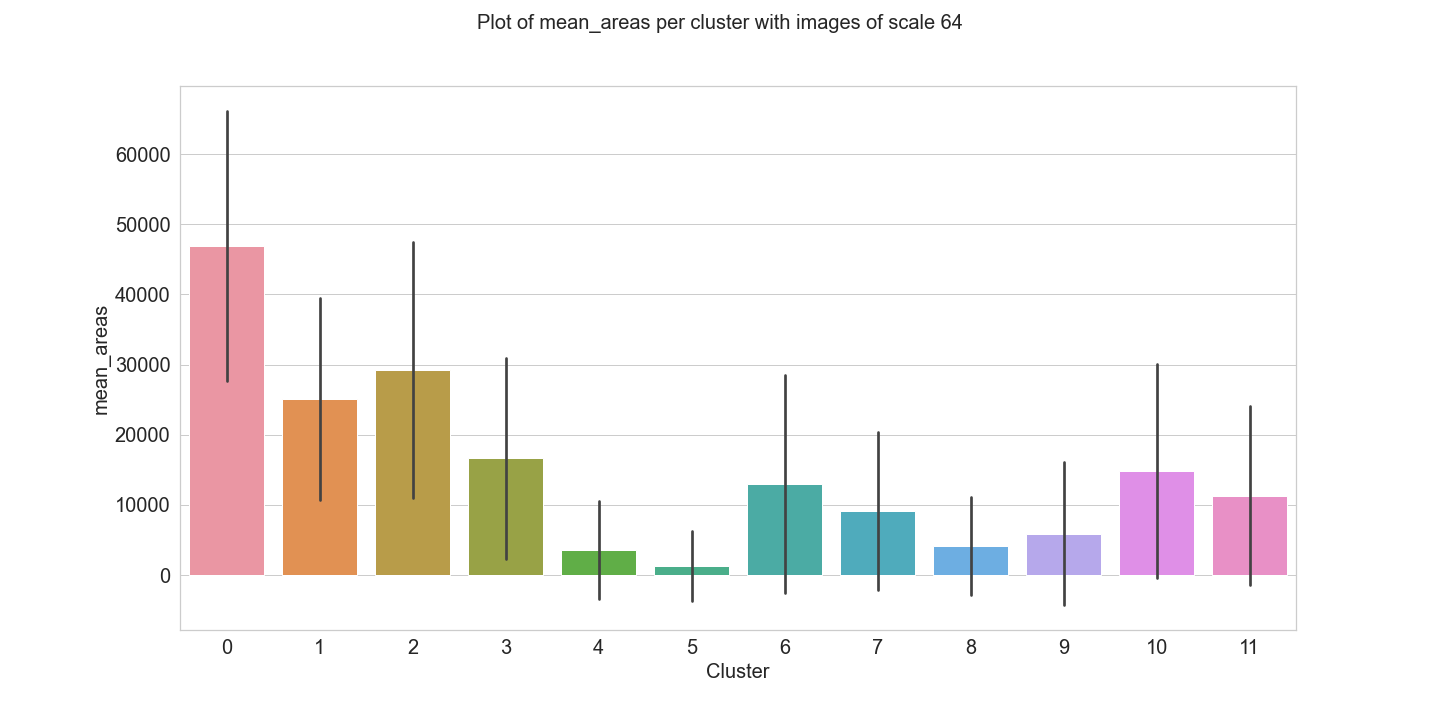 Plot of mean_areas per cluster with images of scale 64
60000
50000
40000
30000
20000
10000
0
mean_areas
0 1 2 3 4 5 6 7 8 9 10 11
Cluster